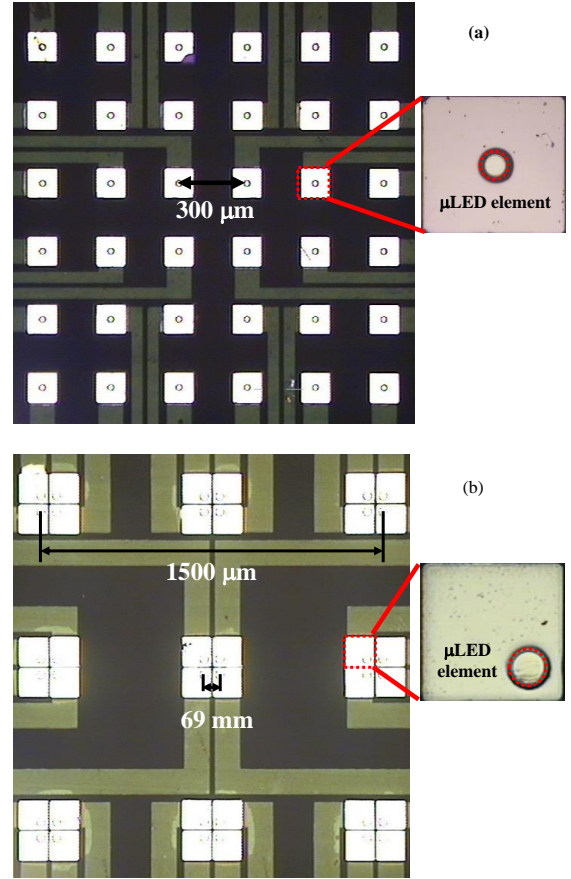 (a)
300 μm
μLED element
(b)
1500 μm
μLED
element
69 mm